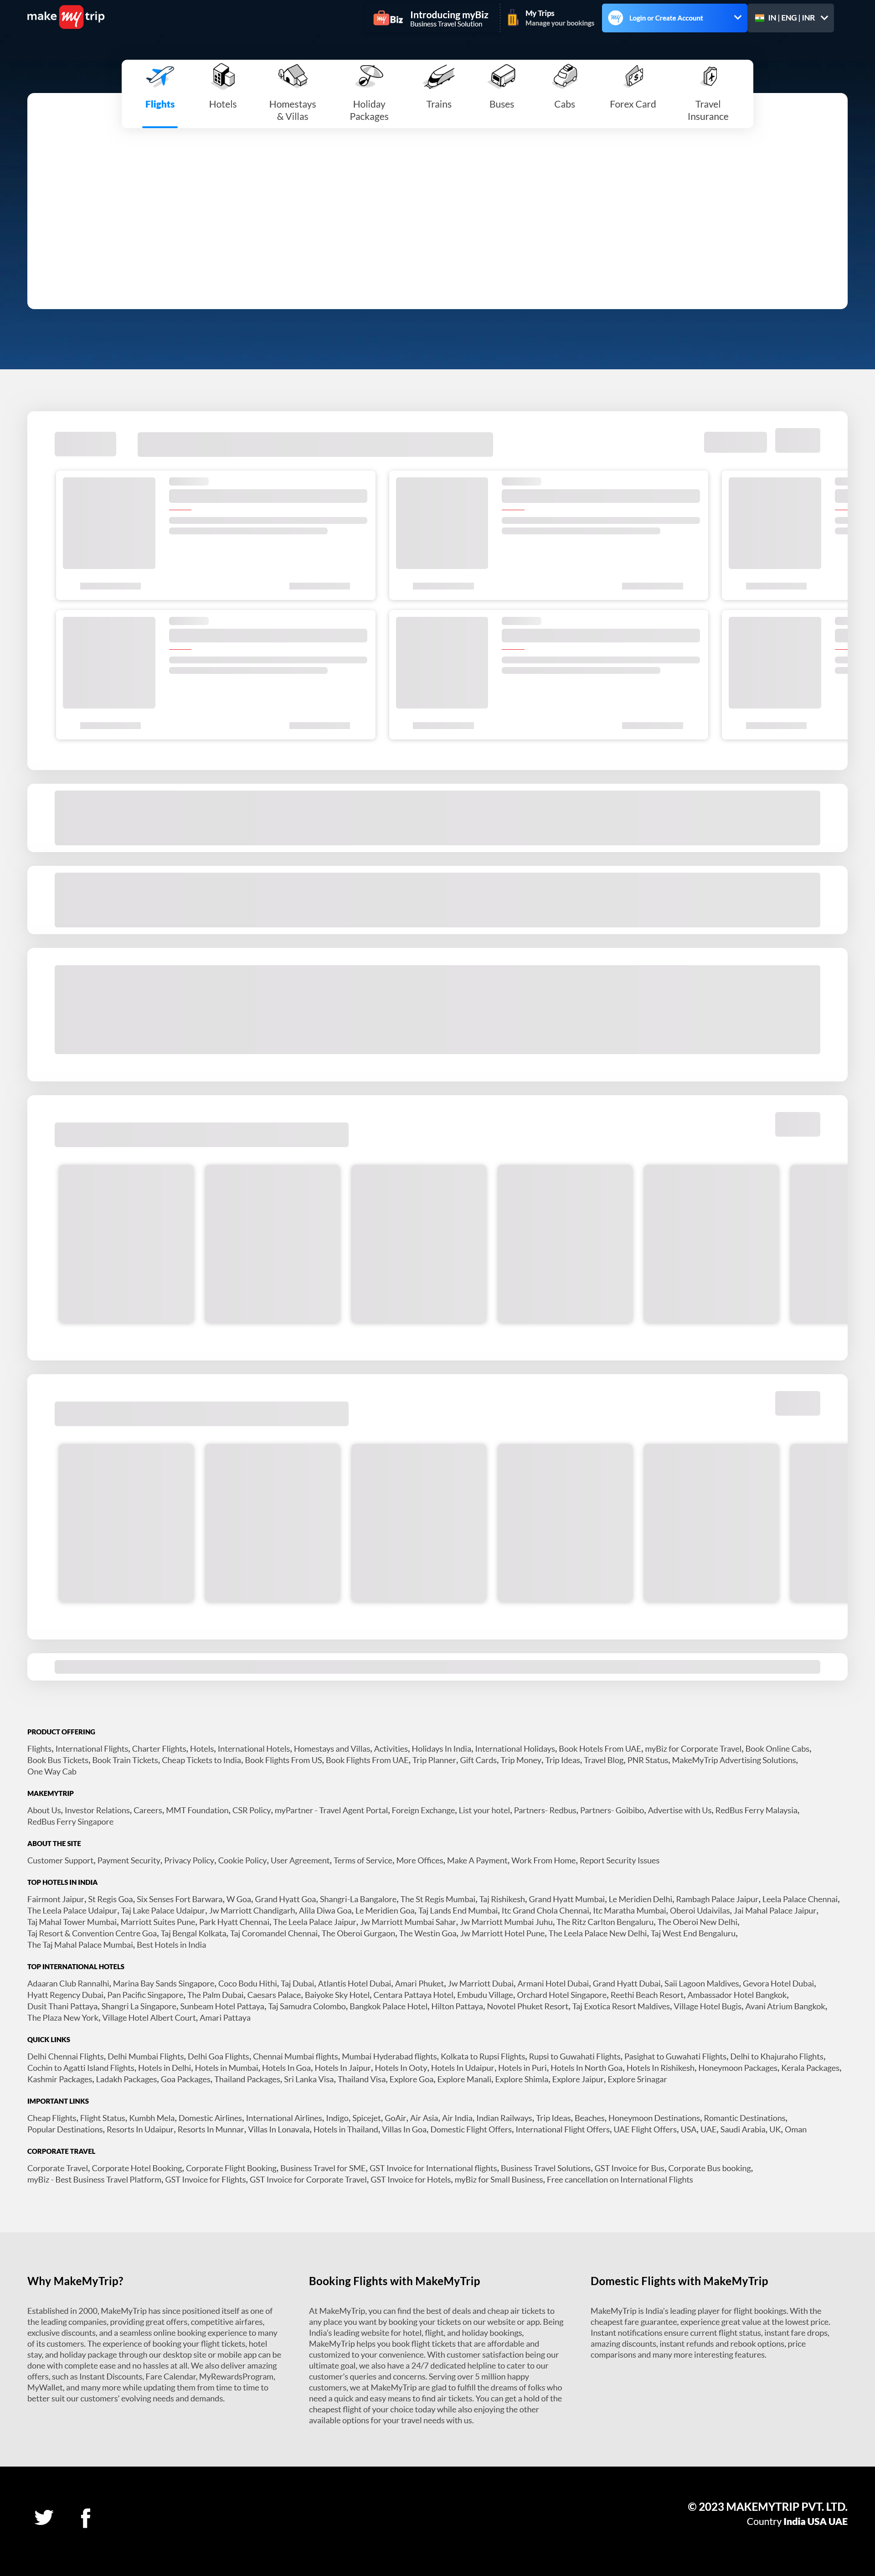 make my trip
Biz
Introducing myBiz
Business Travel Solution
My Trips
Manage your bookings
my
Login or Create Account
IN | ENG | INR
Flights
Hotels
Homestays
& Villas
Holiday
Packages
Trains
Buses
Cabs
Forex Card
Travel
Insurance
PRODUCT OFFERING
Flights, International Flights, Charter Flights, Hotels, International Hotels, Homestays and Villas, Activities, Holidays In India, International Holidays, Book Hotels From UAE, myBiz for Corporate Travel, Book Online Cabs,
Book Bus Tickets, Book Train Tickets, Cheap Tickets to India, Book Flights From US, Book Flights From UAE, Trip Planner, Gift Cards, Trip Money, Trip Ideas, Travel Blog, PNR Status, MakeMyTrip Advertising Solutions,
One Way Cab
MAKEMYTRIP
About Us, Investor Relations, Careers, MMT Foundation, CSR Policy, myPartner - Travel Agent Portal, Foreign Exchange, List your hotel, Partners- Redbus, Partners- Goibibo, Advertise with Us, RedBus Ferry Malaysia,
RedBus Ferry Singapore
ABOUT THE SITE
Customer Support, Payment Security, Privacy Policy, Cookie Policy, User Agreement, Terms of Service, More Offices, Make A Payment, Work From Home, Report Security Issues
TOP HOTELS IN INDIA
Fairmont Jaipur, St Regis Goa, Six Senses Fort Barwara, W Goa, Grand Hyatt Goa, Shangri-La Bangalore, The St Regis Mumbai, Taj Rishikesh, Grand Hyatt Mumbai, Le Meridien Delhi, Rambagh Palace Jaipur, Leela Palace Chennai,
The Leela Palace Udaipur, Taj Lake Palace Udaipur, Jw Marriott Chandigarh, Alila Diwa Goa, Le Meridien Goa, Taj Lands End Mumbai, Itc Grand Chola Chennai, Itc Maratha Mumbai, Oberoi Udaivilas, Jai Mahal Palace Jaipur,
Taj Mahal Tower Mumbai, Marriott Suites Pune, Park Hyatt Chennai, The Leela Palace Jaipur, Jw Marriott Mumbai Sahar, Jw Marriott Mumbai Juhu, The Ritz Carlton Bengaluru, The Oberoi New Delhi,
Taj Resort & Convention Centre Goa, Taj Bengal Kolkata, Taj Coromandel Chennai, The Oberoi Gurgaon, The Westin Goa, Jw Marriott Hotel Pune, The Leela Palace New Delhi, Taj West End Bengaluru,
The Taj Mahal Palace Mumbai, Best Hotels in India
TOP INTERNATIONAL HOTELS
Adaaran Club Rannalhi, Marina Bay Sands Singapore, Coco Bodu Hithi, Taj Dubai, Atlantis Hotel Dubai, Amari Phuket, Jw Marriott Dubai, Armani Hotel Dubai, Grand Hyatt Dubai, Saii Lagoon Maldives, Gevora Hotel Dubai,
Hyatt Regency Dubai, Pan Pacific Singapore, The Palm Dubai, Caesars Palace, Baiyoke Sky Hotel, Centara Pattaya Hotel, Embudu Village, Orchard Hotel Singapore, Reethi Beach Resort, Ambassador Hotel Bangkok,
Dusit Thani Pattaya, Shangri La Singapore, Sunbeam Hotel Pattaya, Taj Samudra Colombo, Bangkok Palace Hotel, Hilton Pattaya, Novotel Phuket Resort, Taj Exotica Resort Maldives, Village Hotel Bugis, Avani Atrium Bangkok,
The Plaza New York, Village Hotel Albert Court, Amari Pattaya
QUICK LINKS
Delhi Chennai Flights, Delhi Mumbai Flights, Delhi Goa Flights, Chennai Mumbai flights, Mumbai Hyderabad flights, Kolkata to Rupsi Flights, Rupsi to Guwahati Flights, Pasighat to Guwahati Flights, Delhi to Khajuraho Flights,
Cochin to Agatti Island Flights, Hotels in Delhi, Hotels in Mumbai, Hotels In Goa, Hotels In Jaipur, Hotels In Ooty, Hotels In Udaipur, Hotels in Puri, Hotels In North Goa, Hotels In Rishikesh, Honeymoon Packages, Kerala Packages,
Kashmir Packages, Ladakh Packages, Goa Packages, Thailand Packages, Sri Lanka Visa, Thailand Visa, Explore Goa, Explore Manali, Explore Shimla, Explore Jaipur, Explore Srinagar
IMPORTANT LINKS
Cheap Flights, Flight Status, Kumbh Mela, Domestic Airlines, International Airlines, Indigo, Spicejet, GoAir, Air Asia, Air India, Indian Railways, Trip Ideas, Beaches, Honeymoon Destinations, Romantic Destinations,
Popular Destinations, Resorts In Udaipur, Resorts In Munnar, Villas In Lonavala, Hotels in Thailand, Villas In Goa, Domestic Flight Offers, International Flight Offers, UAE Flight Offers, USA, UAE, Saudi Arabia, UK, Oman
CORPORATE TRAVEL
Corporate Travel, Corporate Hotel Booking, Corporate Flight Booking, Business Travel for SME, GST Invoice for International flights, Business Travel Solutions, GST Invoice for Bus, Corporate Bus booking,
myBiz - Best Business Travel Platform, GST Invoice for Flights, GST Invoice for Corporate Travel, GST Invoice for Hotels, myBiz for Small Business, Free cancellation on International Flights
Why MakeMyTrip?
Established in 2000, MakeMyTrip has since positioned itself as one of
the leading companies, providing great offers, competitive airfares,
exclusive discounts, and a seamless online booking experience to many
of its customers. The experience of booking your flight tickets, hotel
stay, and holiday package through our desktop site or mobile app can be
done with complete ease and no hassles at all. We also deliver amazing
offers, such as Instant Discounts, Fare Calendar, MyRewardsProgram,
MyWallet, and many more while updating them from time to time to
better suit our customers' evolving needs and demands.
Booking Flights with MakeMyTrip
At MakeMyTrip, you can find the best of deals and cheap air tickets to
any place you want by booking your tickets on our website or app. Being
India's leading website for hotel, flight, and holiday bookings,
MakeMyTrip helps you book flight tickets that are affordable and
customized to your convenience. With customer satisfaction being our
ultimate goal, we also have a 24/7 dedicated helpline to cater to our
customer's queries and concerns. Serving over 5 million happy
customers, we at MakeMyTrip are glad to fulfill the dreams of folks who
need a quick and easy means to find air tickets. You can get a hold of the
cheapest flight of your choice today while also enjoying the other
available options for your travel needs with us.
Domestic Flights with MakeMyTrip
MakeMyTrip is India's leading player for flight bookings. With the
cheapest fare guarantee, experience great value at the lowest price.
Instant notifications ensure current flight status, instant fare drops,
amazing discounts, instant refunds and rebook options, price
comparisons and many more interesting features.
© 2023 MAKEMYTRIP PVT. LTD.
Country India USA UAE